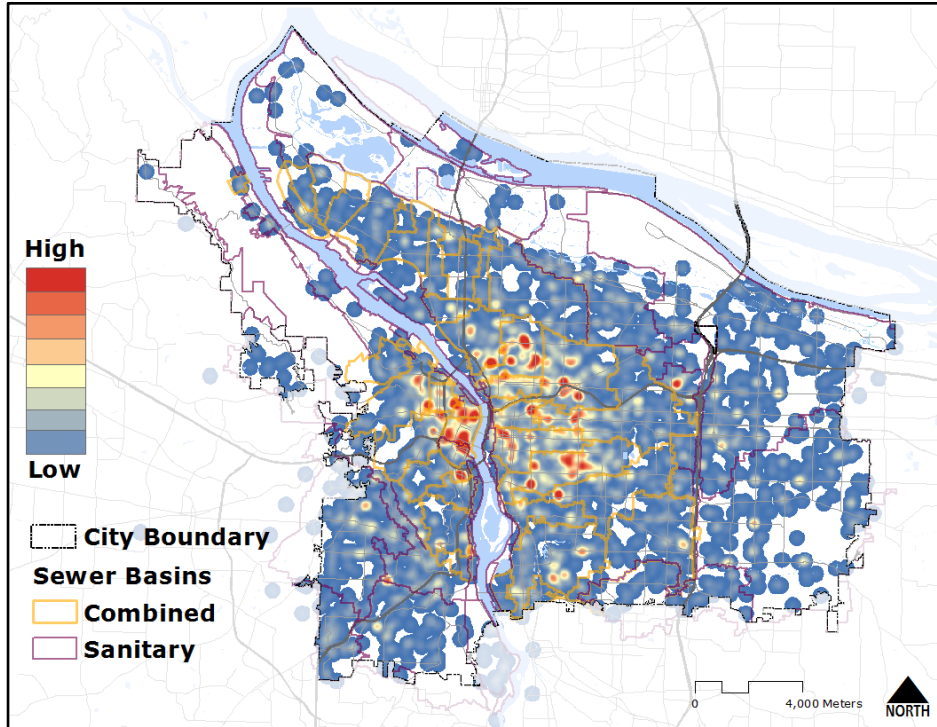 High
Low
City Boundary
Sewer Basins
Combined
Sanitary
0 4,000 Meters
NORTH